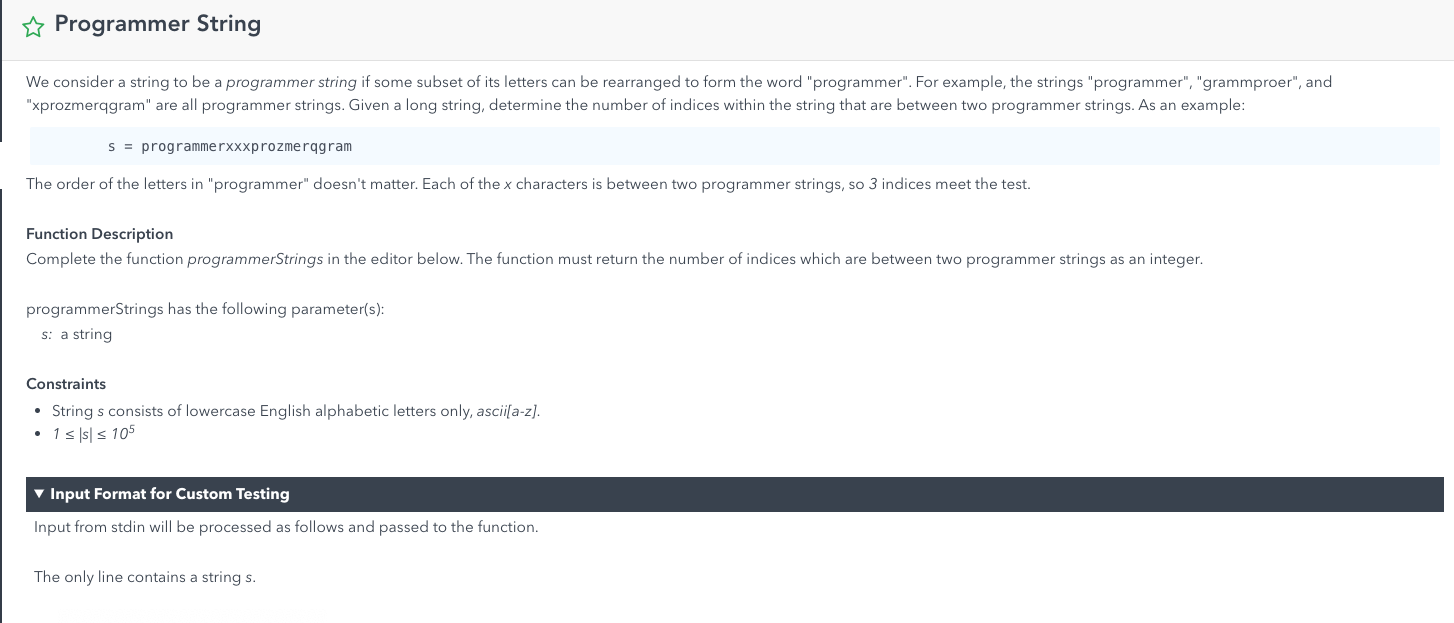 Programmer String
We consider a string to be a programmer string if some subset of its letters can be rearranged to form the word "programmer". For example, the strings "programmer", "grammproer", and
"xprozmerqgram" are all programmer strings. Given a long string, determine the number of indices within the string that are between two programmer strings. As an example:
s = programmerxxxprozmerqgram
The order of the letters in "programmer" doesn't matter. Each of the x characters is between two programmer strings, so 3 indices meet the test.
Function Description
Complete the function programmerStrings in the editor below. The function must return the number of indices which are between two programmer strings as an integer.
programmerStrings has the following parameter(s):
s: a string
Constraints
• String s consists of lowercase English alphabetic letters only, ascii[a-z].
• 1 ≤ |s| ≤ 10⁵
▼ Input Format for Custom Testing
Input from stdin will be processed as follows and passed to the function.
The only line contains a string s.